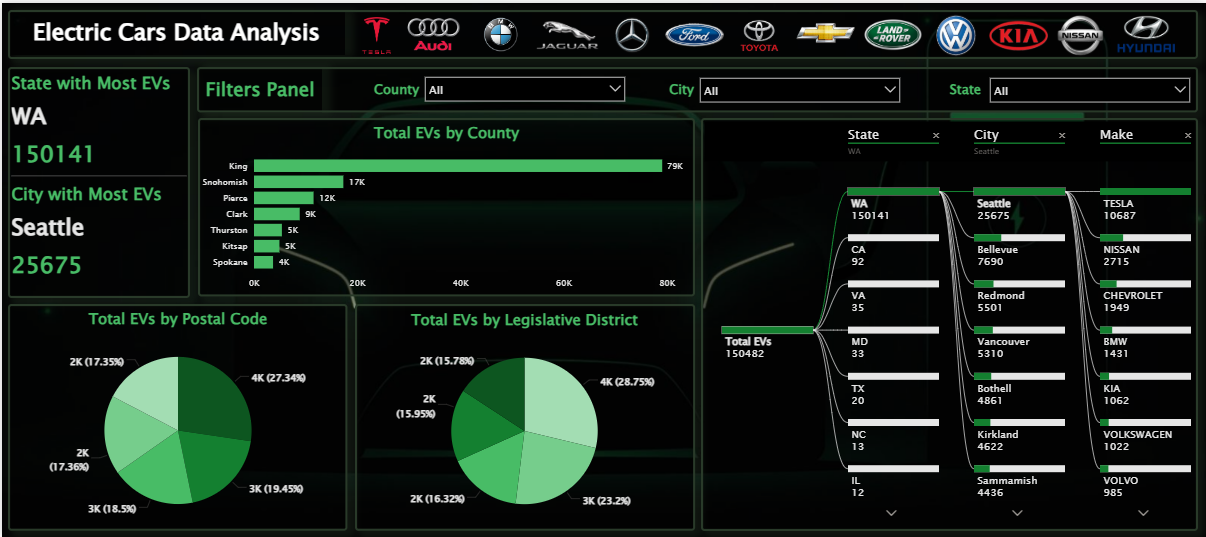 Electric Cars Data Analysis
TESLA
Audi
BMW
JAGUAR
Ford
TOYOTA
LAND-
ROVER
KIA
NISSAN
HYUNDAI
State with Most EVs
WA
150141
City with Most EVs
Seattle
25675
Filters Panel
County All
City All
State All
Total EVs by County
King 79K
Snohomish 17K
Pierce 12K
Clark 9K
Thurston 5K
Kitsap 5K
Spokane 4K
0K 20K 40K 60K 80K
Total EVs by Postal Code
2K (17.35%)
4K (27.34%)
2K
(17.36%)
3K (19.45%)
3K (18.5%)
Total EVs by Legislative District
2K (15.78%)
4K (28.75%)
2K
(15.95%)
2K (16.32%)
3K (23.2%)
State × City × Make ×
WA Seattle
Total EVs
150482
WA
150141
CA
92
VA
35
MD
33
TX
20
NC
13
IL
12
Seattle
25675
Bellevue
7690
Redmond
5501
Vancouver
5310
Bothell
4861
Kirkland
4622
Sammamish
4436
TESLA
10687
NISSAN
2715
CHEVROLET
1949
BMW
1431
KIA
1062
VOLKSWAGEN
1022
VOLVO
985